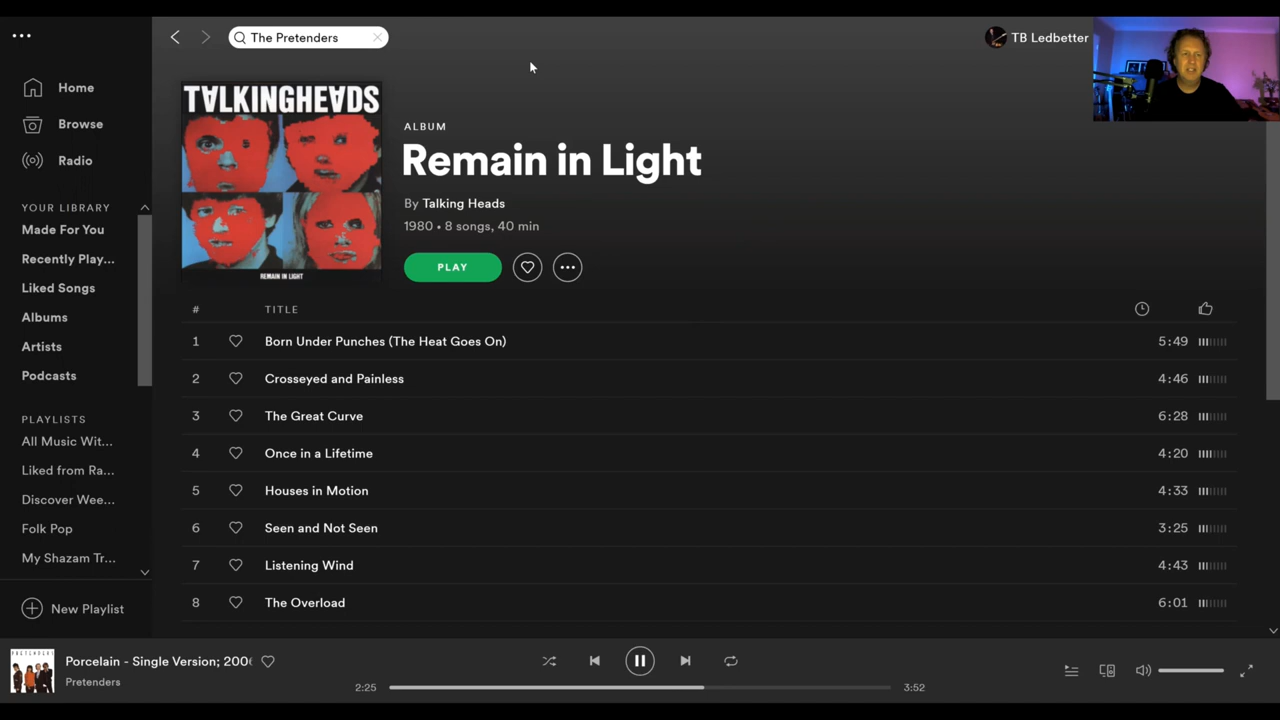 The Pretenders
TB Ledbetter
Home
Browse
Radio
YOUR LIBRARY
Made For You
Recently Play...
Liked Songs
Albums
Artists
Podcasts
PLAYLISTS
All Music Wit...
Liked from Ra...
Discover Wee...
Folk Pop
My Shazam Tr...
New Playlist
TALKINGHEADS
REMAIN IN LIGHT
ALBUM
Remain in Light
By Talking Heads
1980 • 8 songs, 40 min
PLAY
# TITLE
1 Born Under Punches (The Heat Goes On) 5:49
2 Crosseyed and Painless 4:46
3 The Great Curve 6:28
4 Once in a Lifetime 4:20
5 Houses in Motion 4:33
6 Seen and Not Seen 3:25
7 Listening Wind 4:43
8 The Overload 6:01
PRETENDERS
Porcelain - Single Version; 200
Pretenders
2:25
3:52